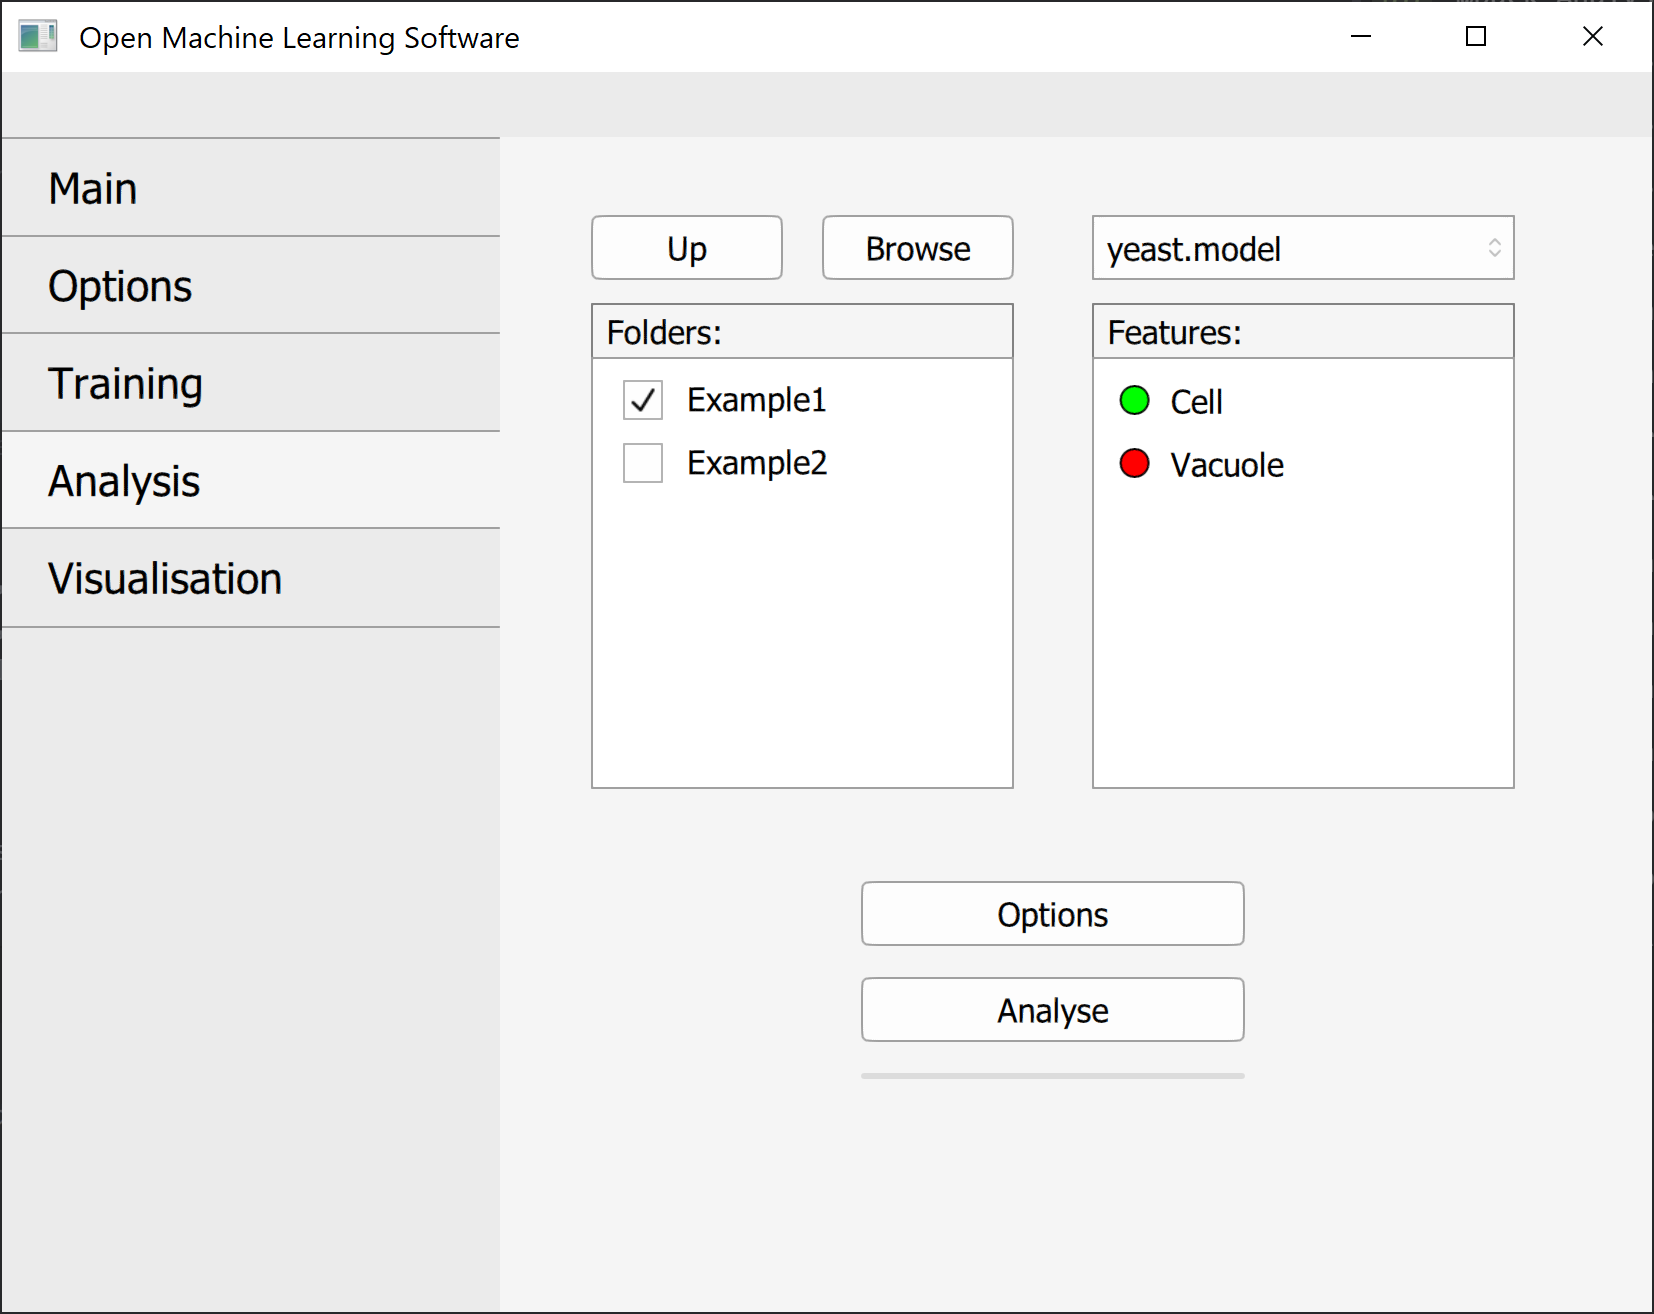 Open Machine Learning Software
Main
Options
Training
Analysis
Visualisation
Up
Browse
yeast.model
Folders:
Example1
Example2
Features:
Cell
Vacuole
Options
Analyse